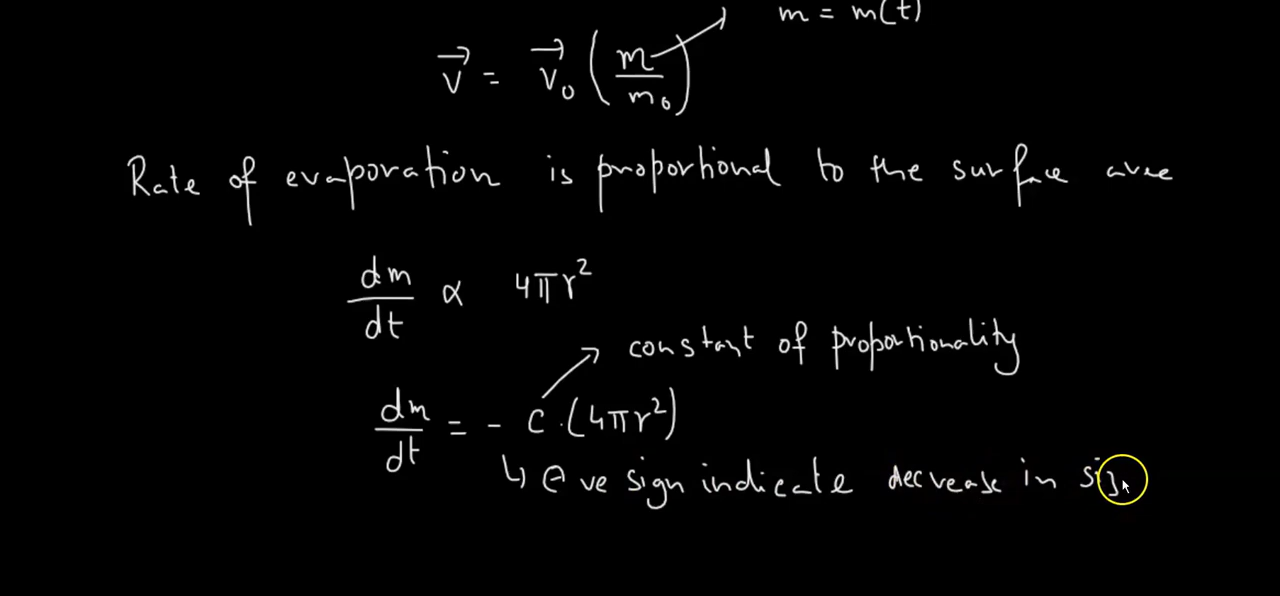 m = m(t)
v⃗ = v⃗₀ (m/m₀)
Rate of evaporation is proportional to the surface area
dm/dt ∝ 4πr²
constant of proportionality
dm/dt = - C.(4πr²)
↳ ⊖ ve sign indicate decrease in